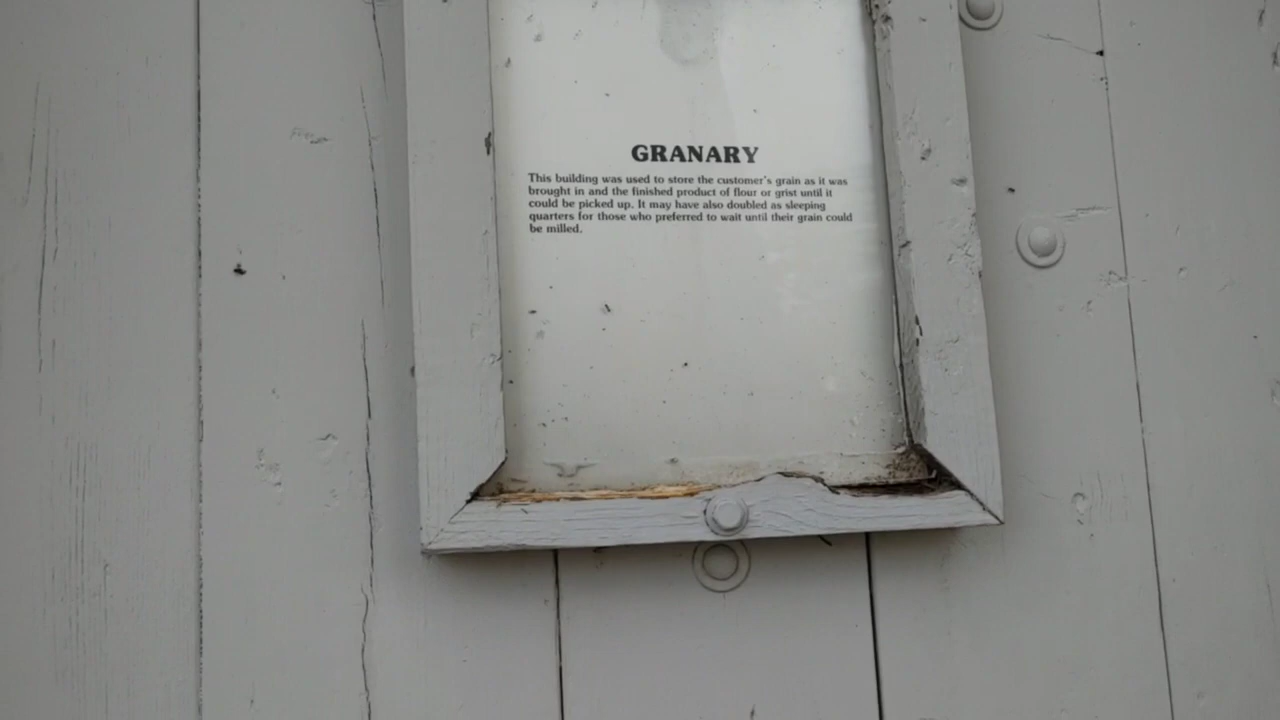 GRANARY
This building was used to store the customer's grain as it was
brought in and the finished product of flour or grist until it
could be picked up. It may have also doubled as sleeping
quarters for those who preferred to wait until their grain could
be milled.